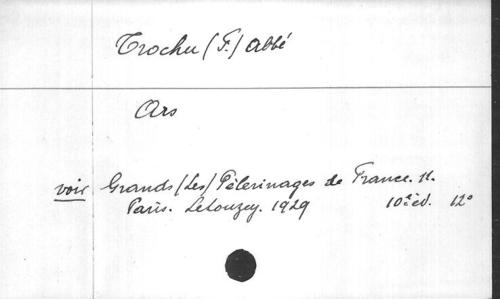 Trochu (F.) abbé
Ars
voir Grands (Les) Pèlerinages de France. 11.
Paris. Letouzey. 1929 10e éd. 12°